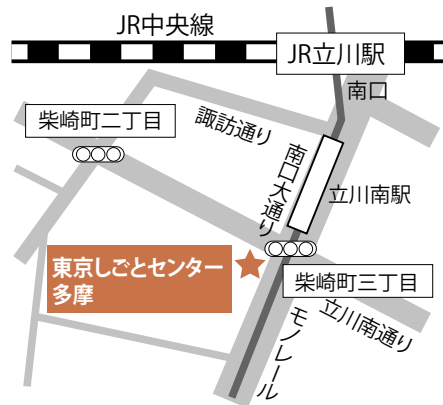 JR中央線
JR立川駅
南口
柴崎町二丁目
諏訪通り
南口大通り
立川南駅
東京しごとセンター
多摩
柴崎町三丁目
立川南通り
モノレール